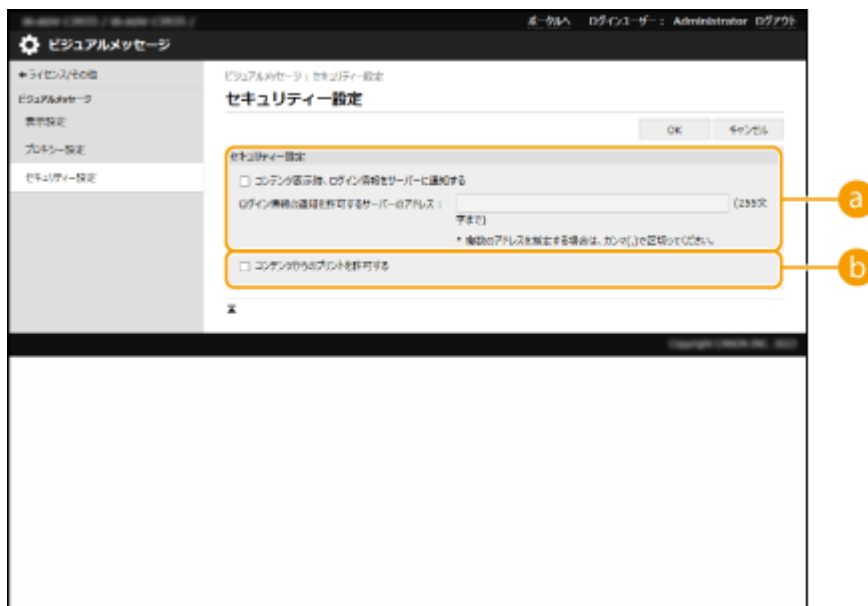 ポータルへ ログインユーザー： Administrator ログアウト
ビジュアルメッセージ
ライセンス/その他
ビジュアルメッセージ : セキュリティー設定
ビジュアルメッセージ
セキュリティー設定
表示設定
OK キャンセル
プロキシー設定
セキュリティー設定
セキュリティー設定
コンテンツ表示時、ログイン情報をサーバーに通知する
ログイン情報の通知を許可するサーバーのアドレス：
(255文
字まで)
* 複数のアドレスを指定する場合は、カンマ(,)で区切ってください。
a
コンテンツからのプリントを許可する
b